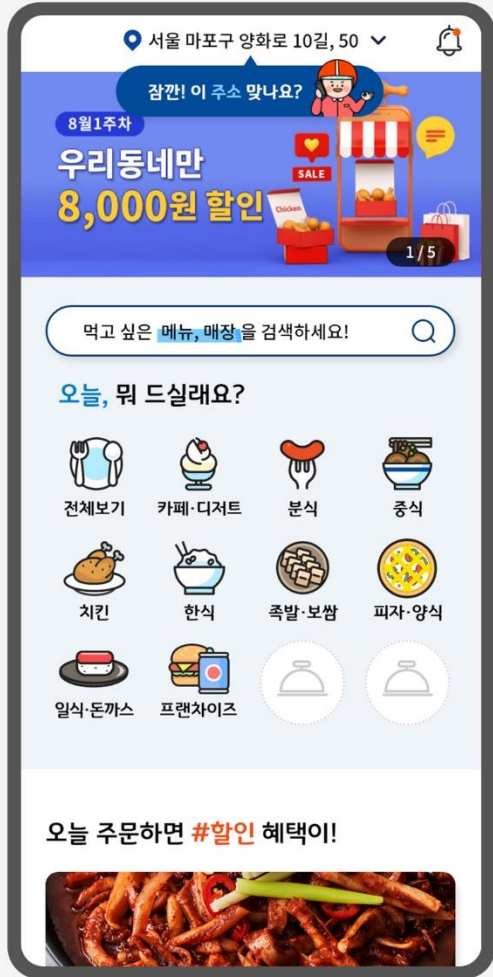 서울 마포구 양화로 10길, 50
잠깐! 이 주소 맞나요?
8월1주차
우리동네만
8,000원 할인
SALE
Chicken
1/5
먹고 싶은 메뉴, 매장 을 검색하세요!
오늘, 뭐 드실래요?
전체보기 카페·디저트 분식 중식
치킨 한식 족발·보쌈 피자·양식
일식·돈까스 프랜차이즈
오늘 주문하면 #할인 혜택이!